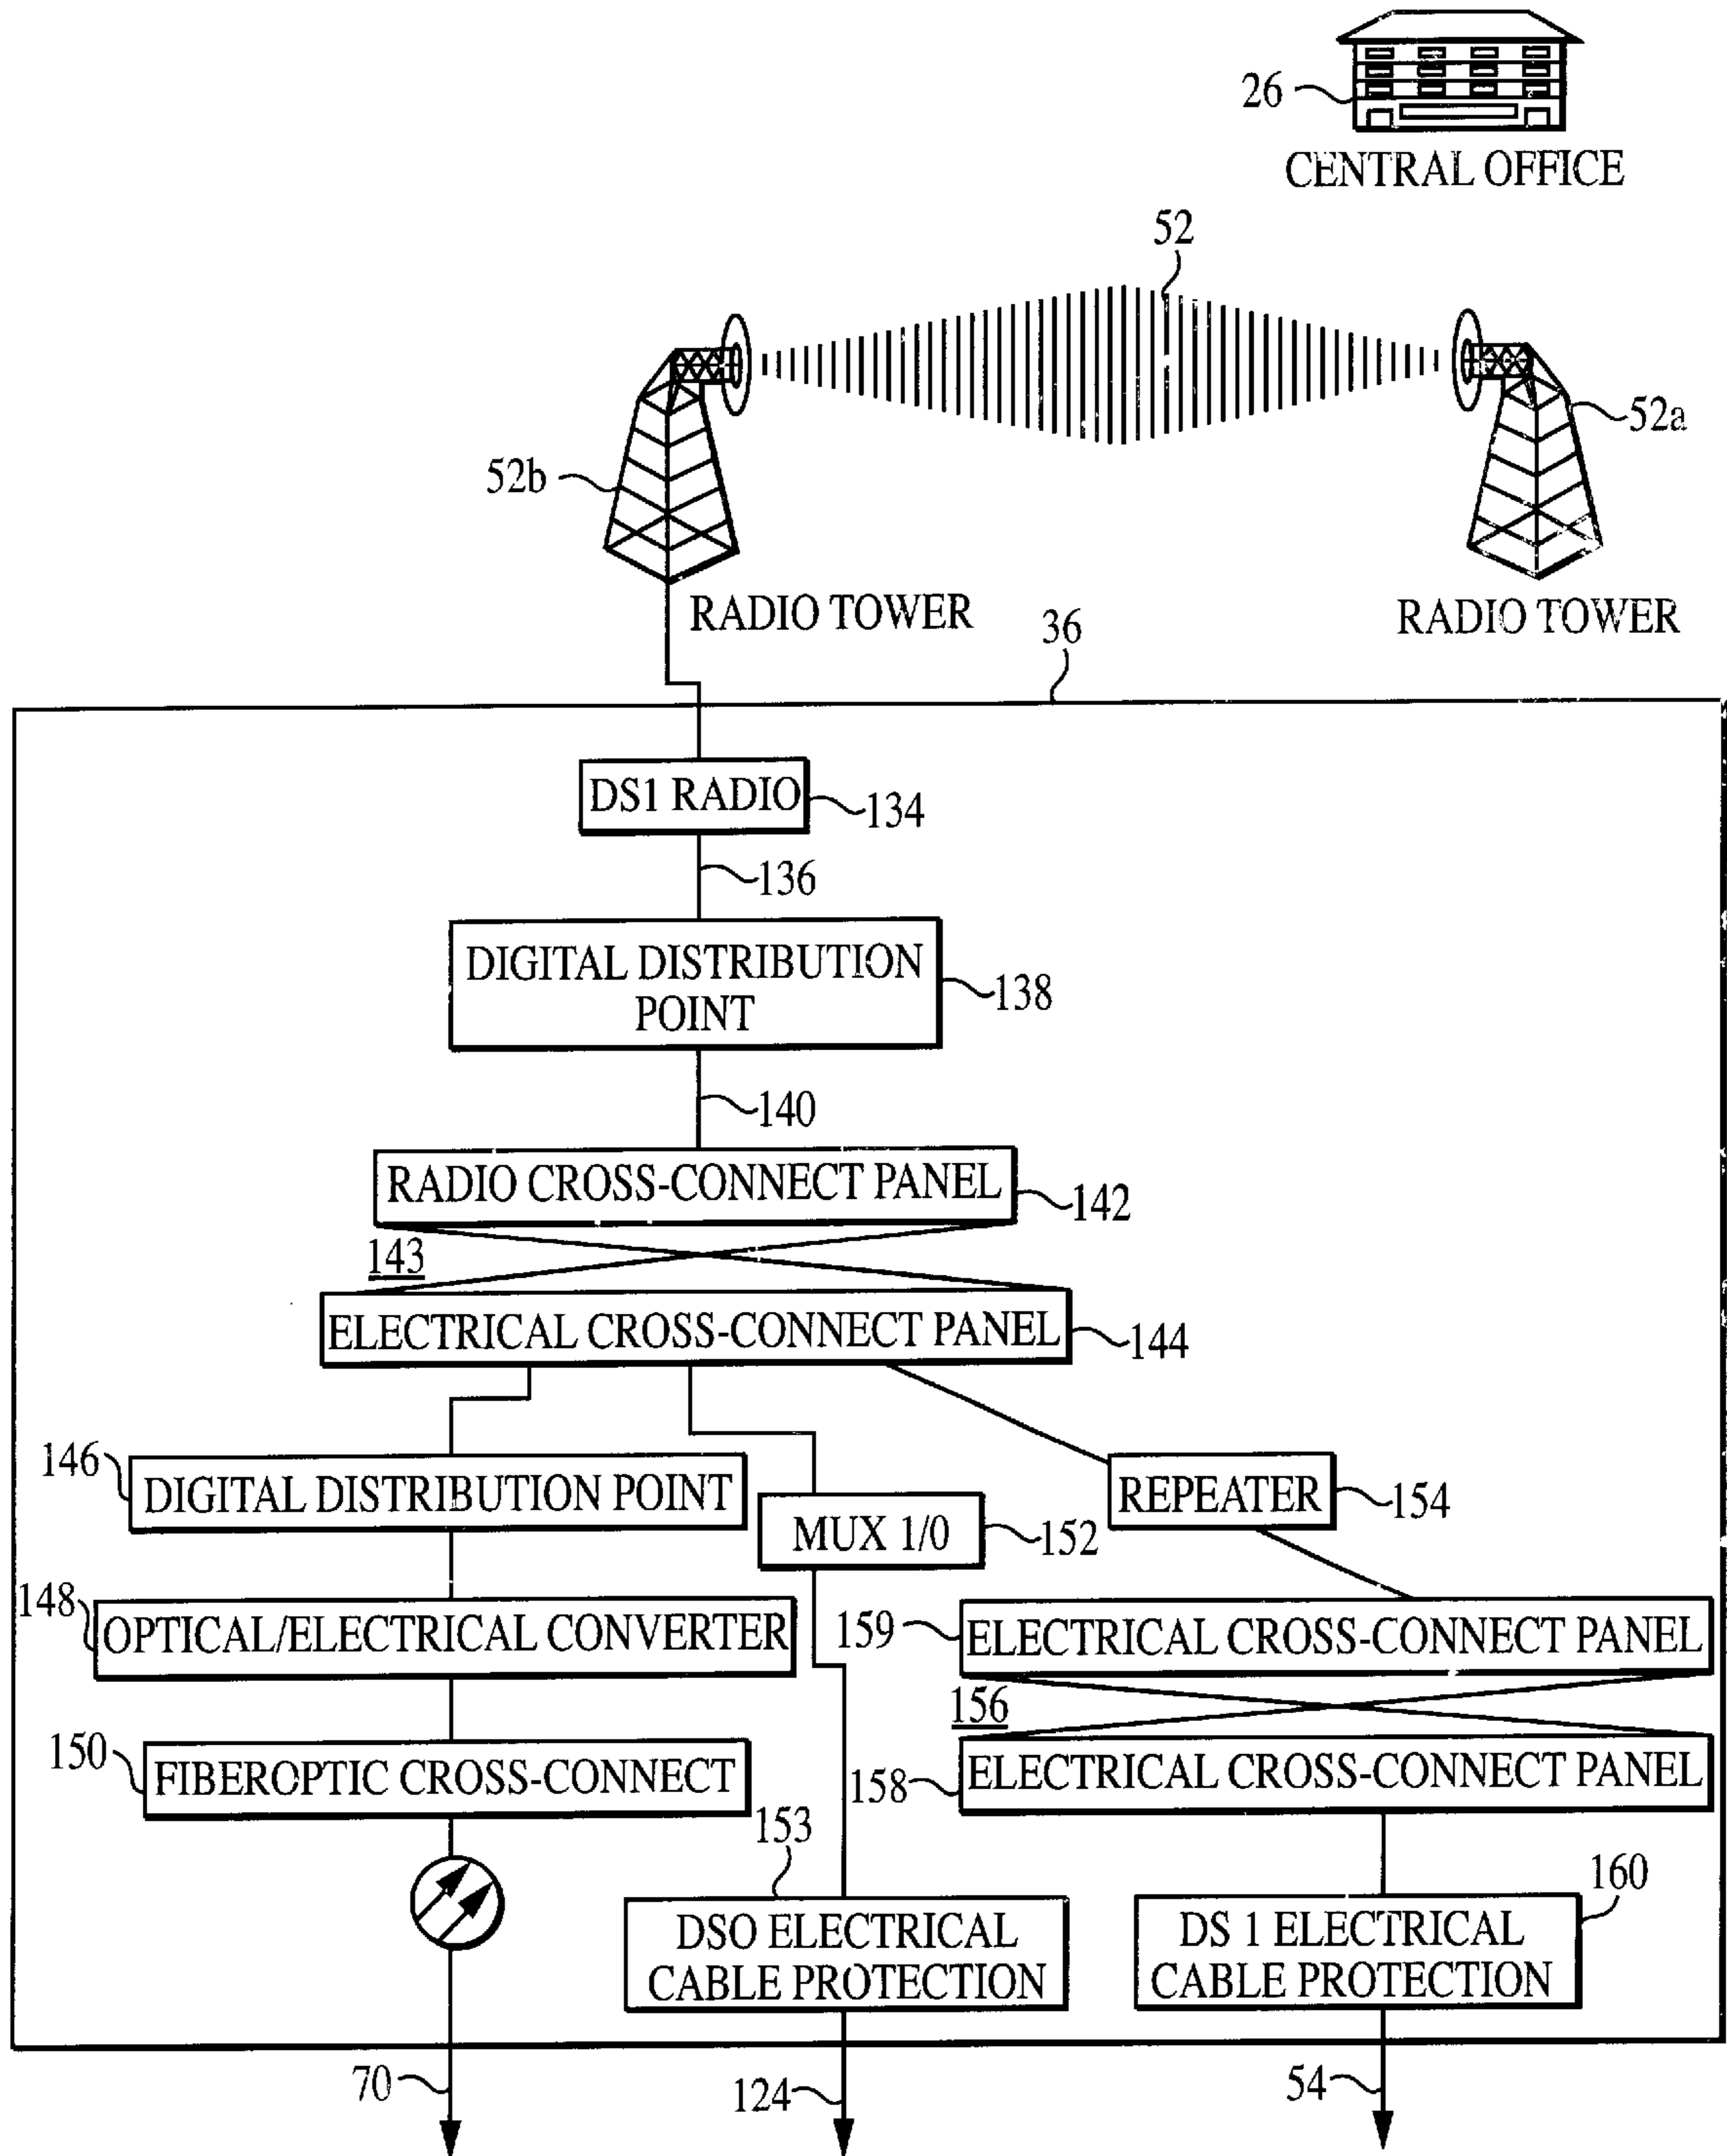 26
CENTRAL OFFICE
52
52a
52b
RADIO TOWER
RADIO TOWER
36
DS1 RADIO
134
136
DIGITAL DISTRIBUTION
POINT
138
140
RADIO CROSS-CONNECT PANEL
142
143
ELECTRICAL CROSS-CONNECT PANEL
144
146
DIGITAL DISTRIBUTION POINT
MUX 1/0
152
REPEATER
154
148
OPTICAL/ELECTRICAL CONVERTER
159
ELECTRICAL CROSS-CONNECT PANEL
156
150
FIBEROPTIC CROSS-CONNECT
158
ELECTRICAL CROSS-CONNECT PANEL
153
DSO ELECTRICAL
CABLE PROTECTION
160
DS 1 ELECTRICAL
CABLE PROTECTION
70
124
54